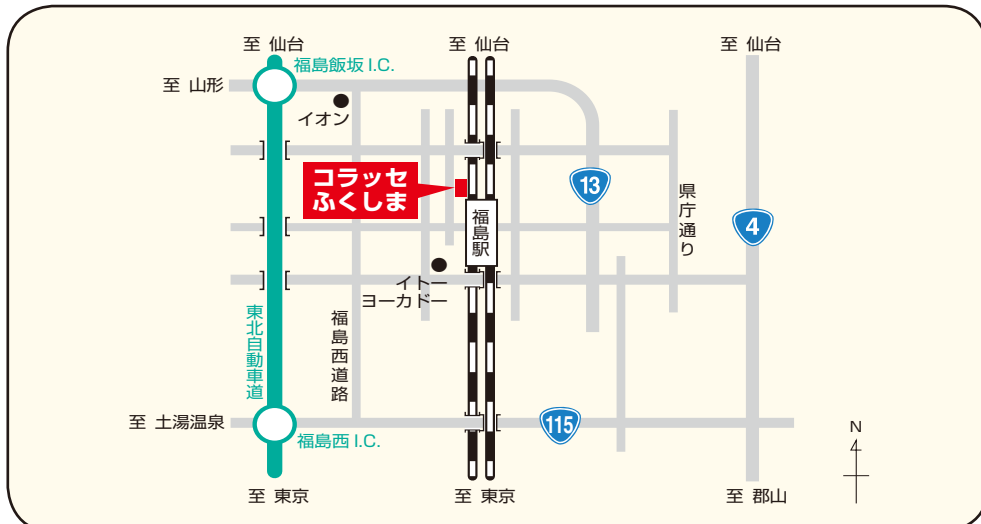 至 仙台
至 仙台
至 仙台
福島飯坂 I.C.
至 山形
イオン
コラッセ
ふくしま
13
県庁通り
4
福島駅
イトー
ヨーカドー
東北自動車道
福島西道路
至 土湯温泉
115
福島西 I.C.
N
至 東京
至 東京
至 郡山